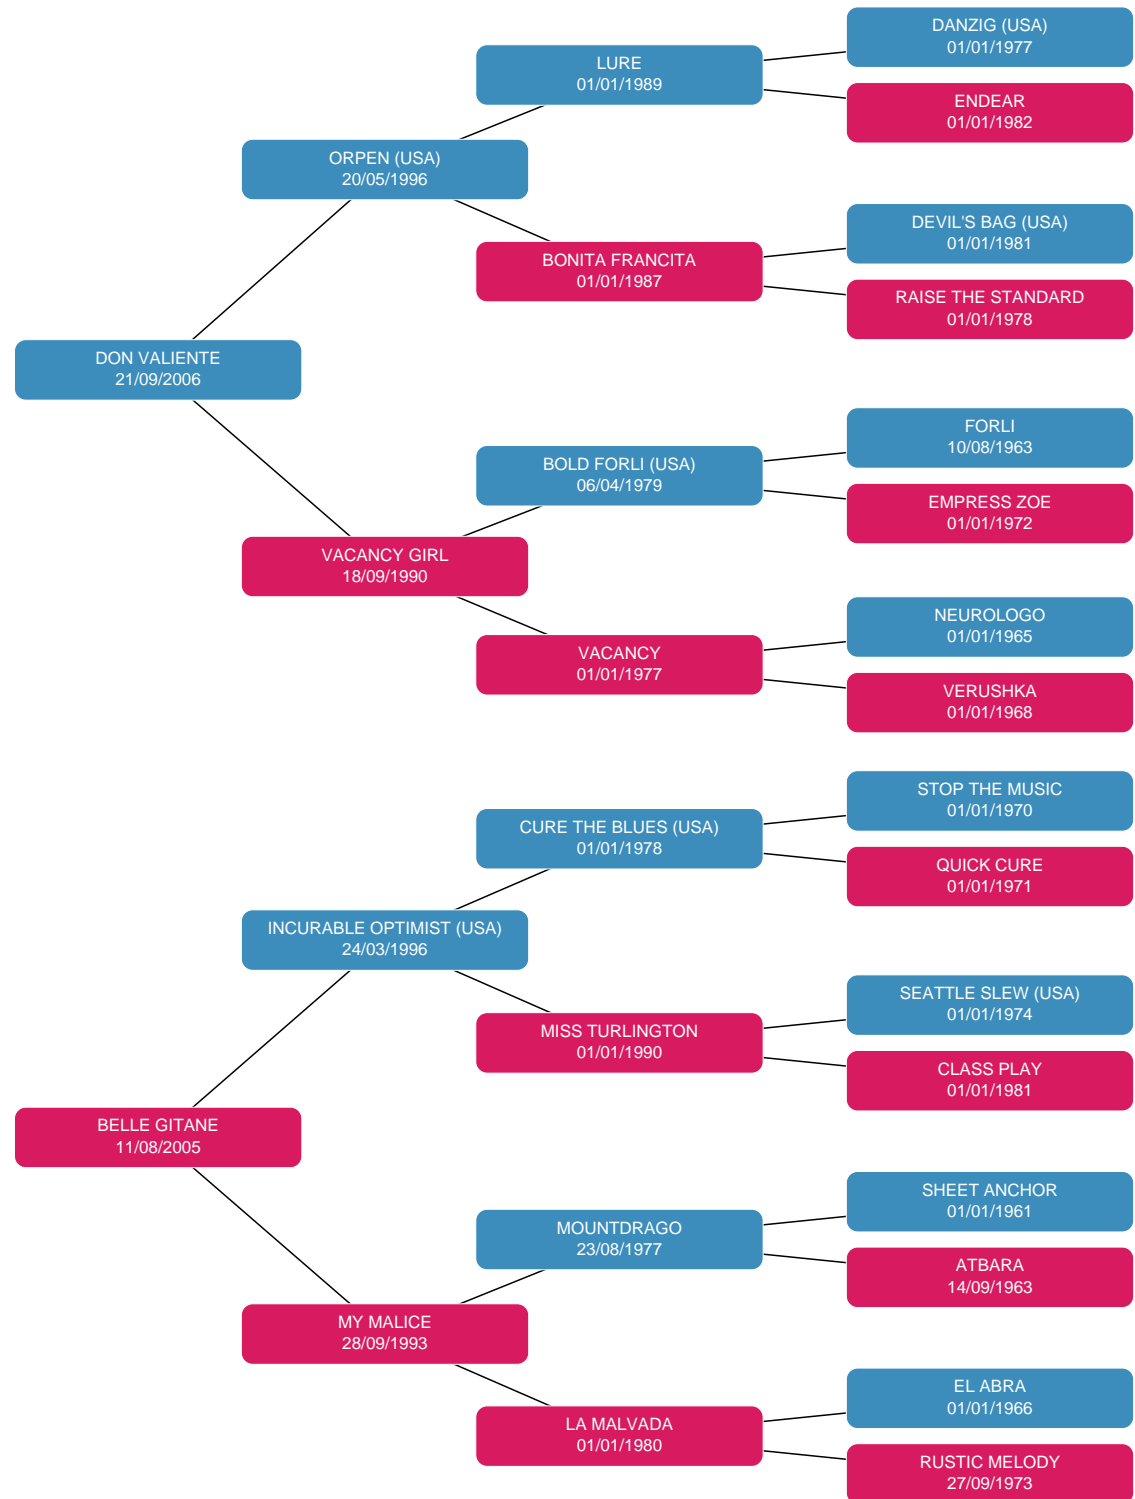 DANZIG (USA)
01/01/1977
LURE
01/01/1989
ENDEAR
01/01/1982
ORPEN (USA)
20/05/1996
DEVIL'S BAG (USA)
01/01/1981
BONITA FRANCITA
01/01/1987
RAISE THE STANDARD
01/01/1978
DON VALIENTE
21/09/2006
FORLI
10/08/1963
BOLD FORLI (USA)
06/04/1979
EMPRESS ZOE
01/01/1972
VACANCY GIRL
18/09/1990
NEUROLOGO
01/01/1965
VACANCY
01/01/1977
VERUSHKA
01/01/1968
STOP THE MUSIC
01/01/1970
CURE THE BLUES (USA)
01/01/1978
QUICK CURE
01/01/1971
INCURABLE OPTIMIST (USA)
24/03/1996
SEATTLE SLEW (USA)
01/01/1974
MISS TURLINGTON
01/01/1990
CLASS PLAY
01/01/1981
BELLE GITANE
11/08/2005
SHEET ANCHOR
01/01/1961
MOUNTDRAGO
23/08/1977
ATBARA
14/09/1963
MY MALICE
28/09/1993
EL ABRA
01/01/1966
LA MALVADA
01/01/1980
RUSTIC MELODY
27/09/1973